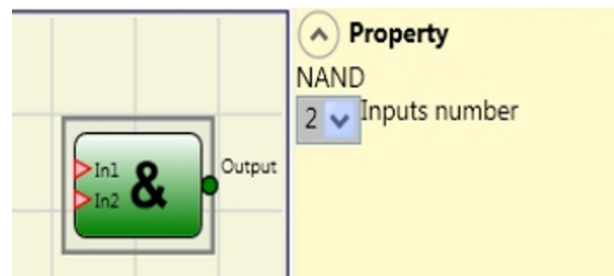 In1
In2
&
Output
Property
NAND
2
Inputs number